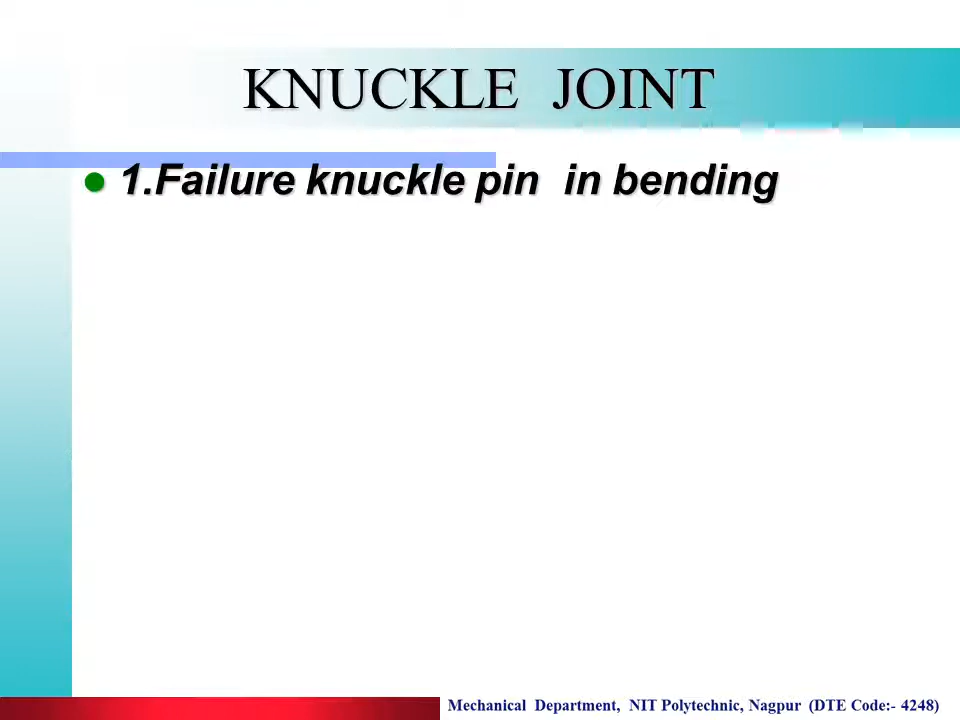 KNUCKLE JOINT
1.Failure knuckle pin in bending
Mechanical Department, NIT Polytechnic, Nagpur (DTE Code:- 4248)